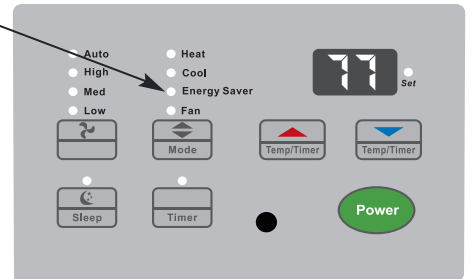 Auto
High
Med
Low
Heat
Cool
Energy Saver
Fan
77
Set
Mode
Temp/Timer
Temp/Timer
Sleep
Timer
Power